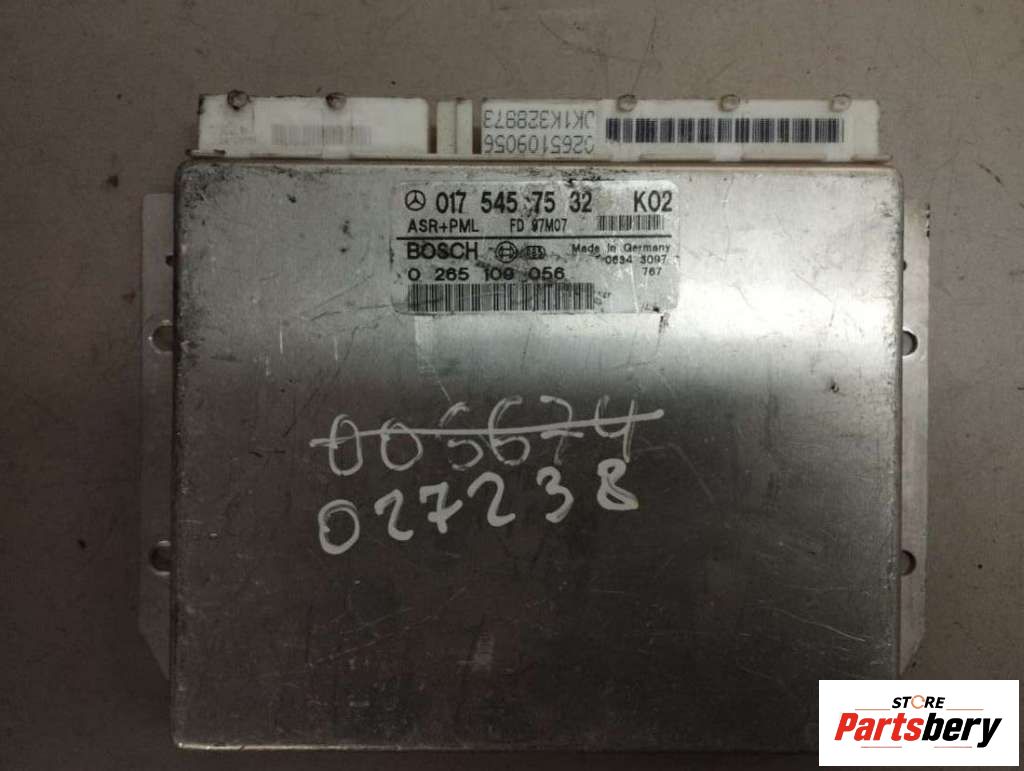 0265109056
JK1K328873
017 545 75 32 K02
ASR+PML FD 97M07
BOSCH Made in Germany
0634 3097
0 265 109 056 767
005674
027238
STORE
Partsbery